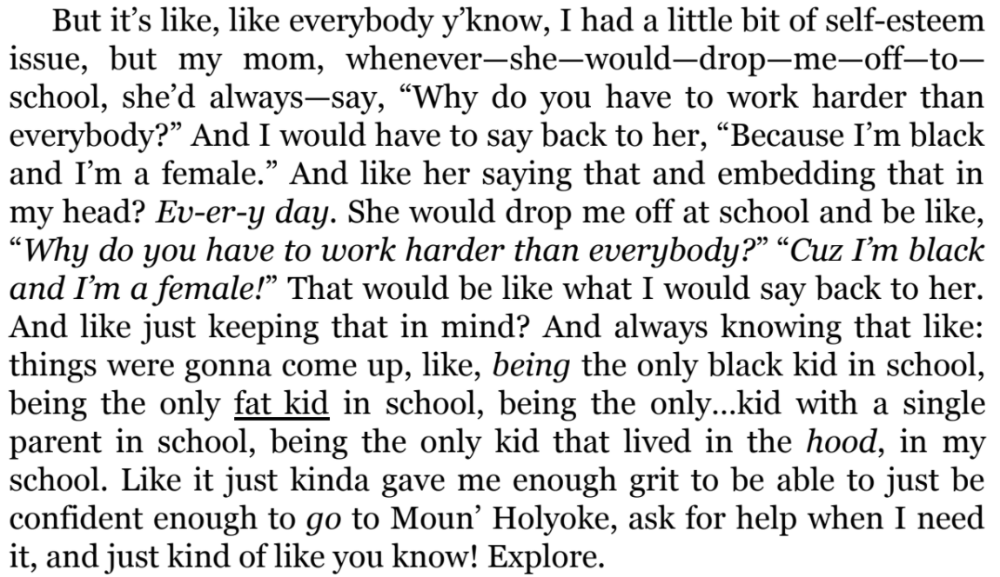 But it’s like, like everybody y’know, I had a little bit of self-esteem
issue, but my mom, whenever—she—would—drop—me—off—to—
school, she’d always—say, “Why do you have to work harder than
everybody?” And I would have to say back to her, “Because I’m black
and I’m a female.” And like her saying that and embedding that in
my head? Ev-er-y day. She would drop me off at school and be like,
“Why do you have to work harder than everybody?” “Cuz I’m black
and I’m a female!” That would be like what I would say back to her.
And like just keeping that in mind? And always knowing that like:
things were gonna come up, like, being the only black kid in school,
being the only fat kid in school, being the only...kid with a single
parent in school, being the only kid that lived in the hood, in my
school. Like it just kinda gave me enough grit to be able to just be
confident enough to go to Moun’ Holyoke, ask for help when I need
it, and just kind of like you know! Explore.